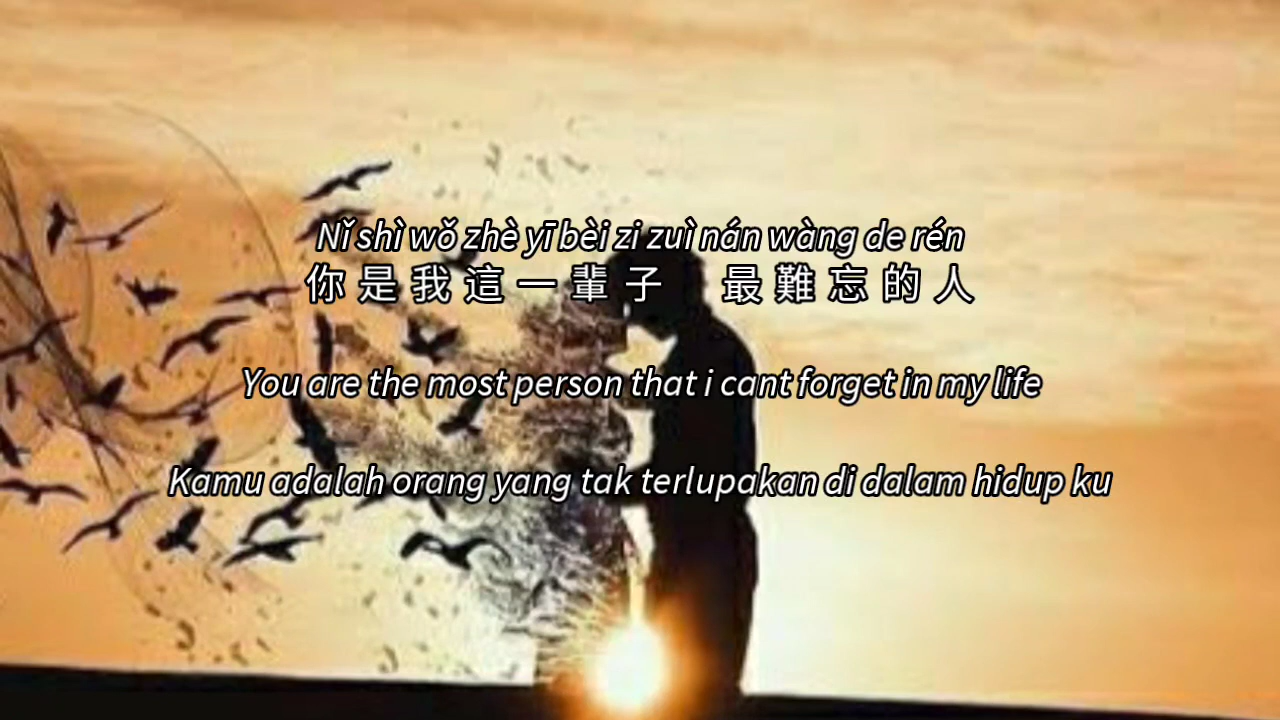 Nǐ shì wǒ zhè yī bèi zi zuì nán wàng de rén
你是我這一輩子 最難忘的人
You are the most person that i cant forget in my life
Kamu adalah orang yang tak terlupakan di dalam hidup ku